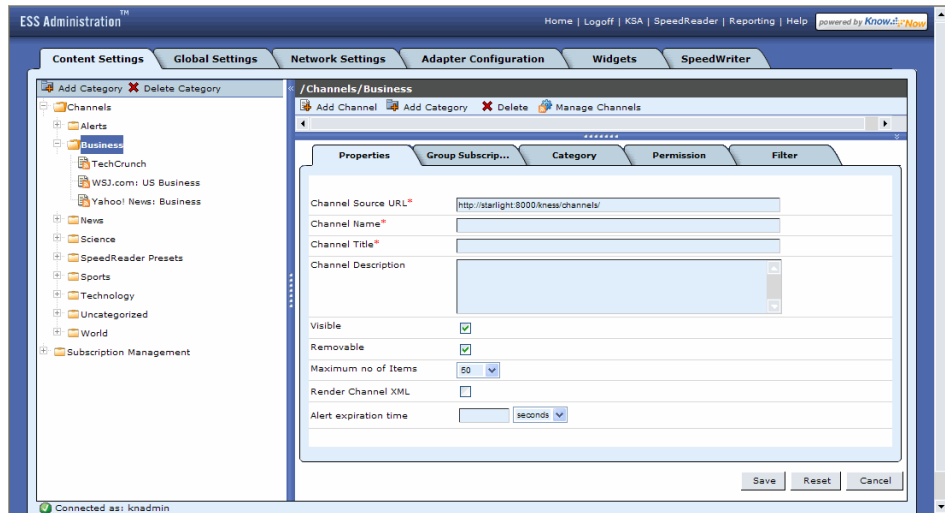 ESS Administration TM
Home | Logoff | KSA | SpeedReader | Reporting | Help
powered by KnowNow
Content Settings
Global Settings
Network Settings
Adapter Configuration
Widgets
SpeedWriter
Add Category Delete Category
Channels
Alerts
Business
TechCrunch
WSJ.com: US Business
Yahoo! News: Business
News
Science
SpeedReader Presets
Sports
Technology
Uncategorized
World
Subscription Management
/Channels/Business
Add Channel Add Category Delete Manage Channels
Properties
Group Subscrip...
Category
Permission
Filter
Channel Source URL* http://starlight:8000/kness/channels/
Channel Name*
Channel Title*
Channel Description
Visible
Removable
Maximum no of Items 50
Render Channel XML
Alert expiration time seconds
Save Reset Cancel
Connected as: knadmin